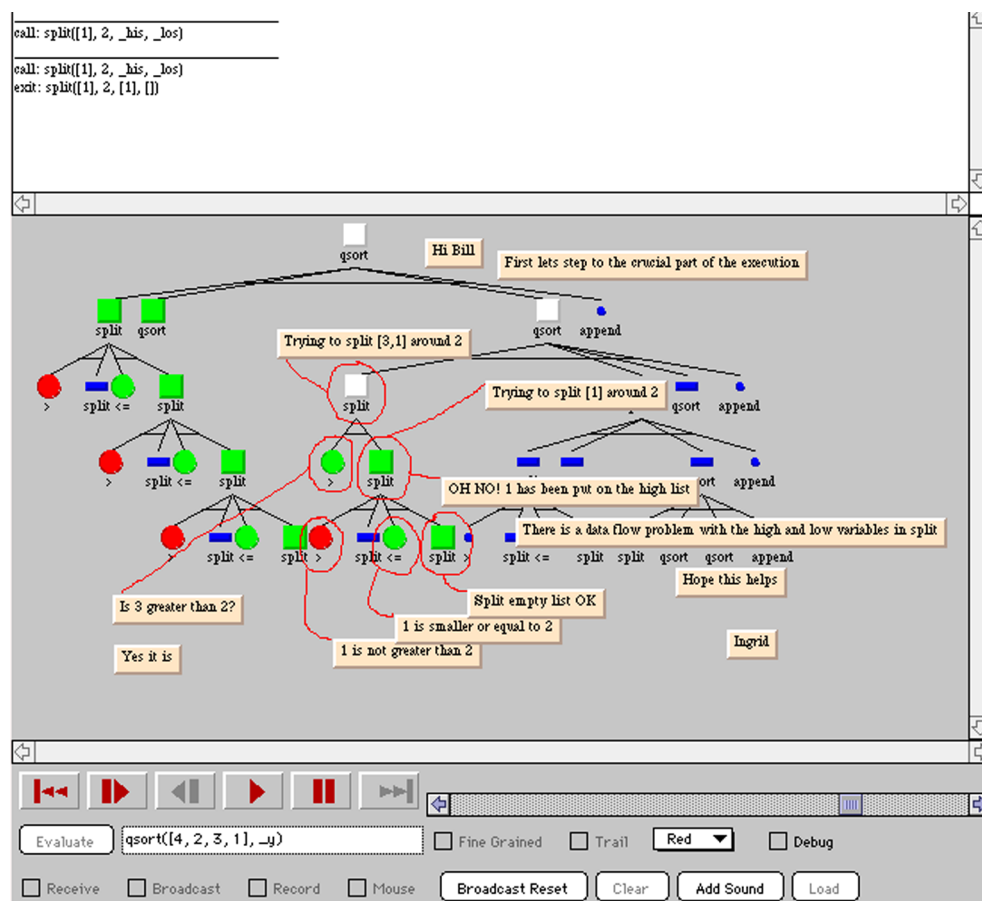 call: split([1], 2, _his, _los)
call: split([1], 2, _his, _los)
exit: split([1], 2, [1], [])
qsort
Hi Bill
First lets step to the crucial part of the execution
split qsort
qsort append
Trying to split [3,1] around 2
> split <= split
split
Trying to split [1] around 2
qsort append
> split <= split
> split
OH NO! 1 has been put on the high list
append
There is a data flow problem with the high and low variables in split
split <= split > split <= split > split <= split split qsort qsort append
Hope this helps
Is 3 greater than 2?
Split empty list OK
1 is smaller or equal to 2
1 is not greater than 2
Yes it is
Ingrid
Evaluate qsort([4, 2, 3, 1], _y) Fine Grained Trail Red Debug
Receive Broadcast Record Mouse Broadcast Reset Clear Add Sound Load